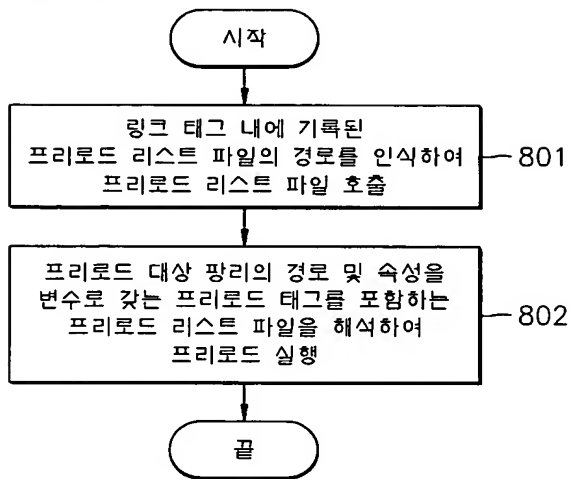 시작
링크 태그 내에 기록된
프리로드 리스트 파일의 경로를 인식하여
프리로드 리스트 파일 호출
801
프리로드 대상 팡리의 경로 및 속성을
변수로 갖는 프리로드 태그를 포함하는
프리로드 리스트 파일을 해석하여
프리로드 실행
802
끝